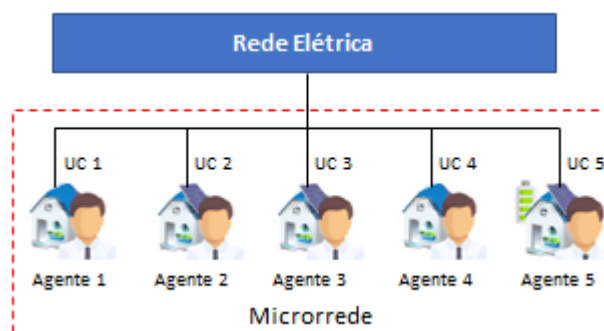 Rede Elétrica
UC 1 UC 2 UC 3 UC 4 UC 5
Agente 1 Agente 2 Agente 3 Agente 4 Agente 5
Microrrede